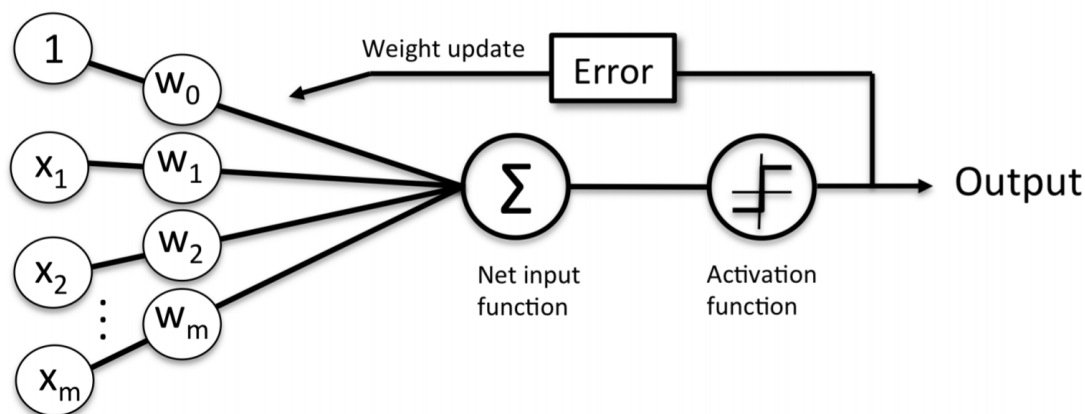 1
w₀
Weight update
Error
x₁
w₁
Σ
Output
x₂
w₂
Net input
function
Activation
function
⋮
wₘ
xₘ